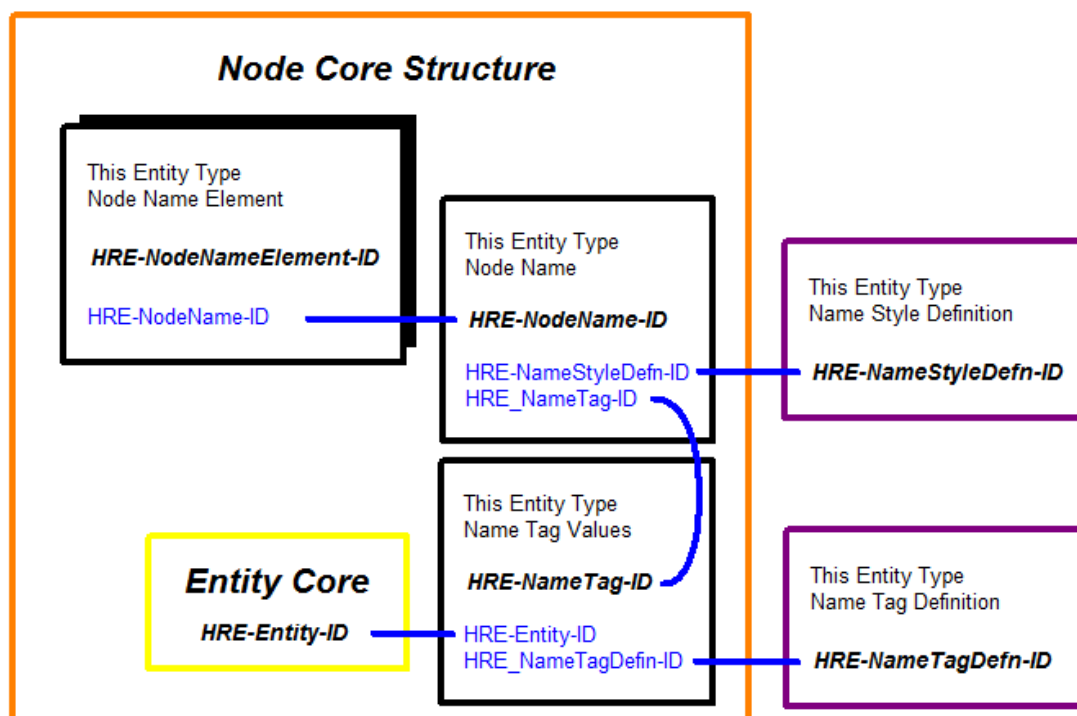 Node Core Structure
This Entity Type
Node Name Element
HRE-NodeNameElement-ID
HRE-NodeName-ID
This Entity Type
Node Name
HRE-NodeName-ID
HRE-NameStyleDefn-ID
HRE_NameTag-ID
This Entity Type
Name Style Definition
HRE-NameStyleDefn-ID
This Entity Type
Name Tag Values
HRE-NameTag-ID
HRE-Entity-ID
HRE_NameTagDefin-ID
Entity Core
HRE-Entity-ID
This Entity Type
Name Tag Definition
HRE-NameTagDefn-ID